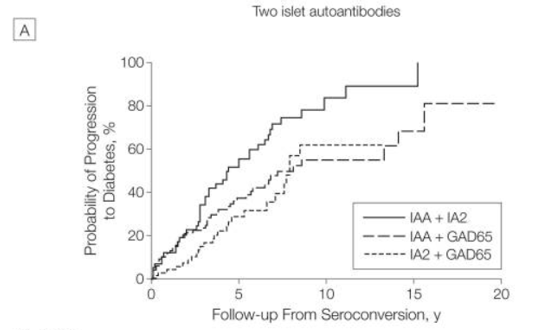 Two islet autoantibodies
A
Probability of Progression
to Diabetes, %
100
80
60
40
20
0
0
5
10
15
20
Follow-up From Seroconversion, y
IAA + IA2
IAA + GAD65
IA2 + GAD65